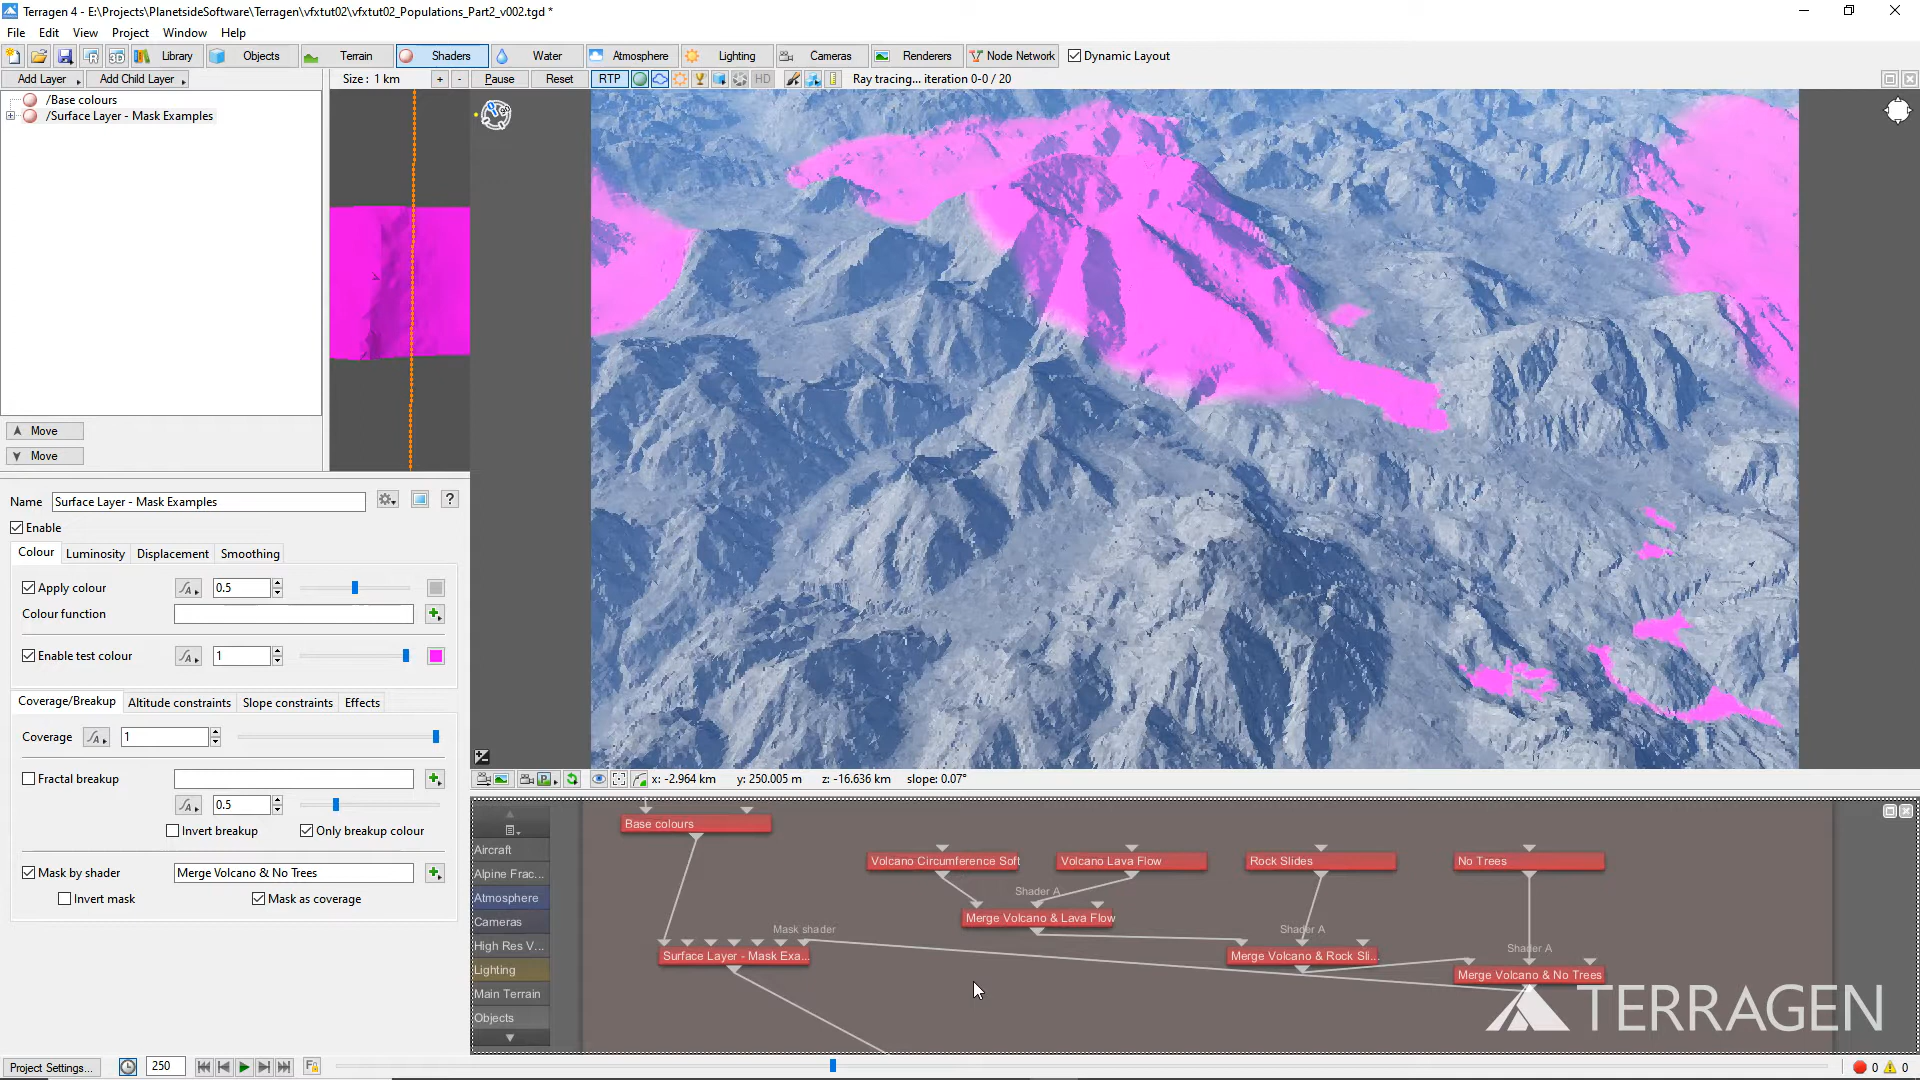 Terragen 4 - E:\Projects\PlanetsideSoftware\Terragen\vfxtut02\vfxtut02_Populations_Part2_v002.tgd *
File Edit View Project Window Help
Library Objects Terrain Shaders Water Atmosphere Lighting Cameras Renderers Node Network Dynamic Layout
Add Layer Add Child Layer Size : 1 km + - Pause Reset RTP HD Ray tracing... iteration 0-0 / 20
/Base colours
/Surface Layer - Mask Examples
Move
Move
Name Surface Layer - Mask Examples ?
Enable
Colour Luminosity Displacement Smoothing
Apply colour 0.5
Colour function
Enable test colour 1
Coverage/Breakup Altitude constraints Slope constraints Effects
Coverage 1
Fractal breakup
0.5
Invert breakup Only breakup colour
Mask by shader Merge Volcano & No Trees
Invert mask Mask as coverage
x: -2.964 km y: 250.005 m z: -16.636 km slope: 0.07°
Aircraft
Alpine Frac...
Atmosphere
Cameras
High Res V...
Lighting
Main Terrain
Objects
Base colours
Volcano Circumference Soft Volcano Lava Flow Rock Slides No Trees
Shader A
Merge Volcano & Lava Flow
Mask shader Shader A
Surface Layer - Mask Exa... Merge Volcano & Rock Sli...
Shader A
Merge Volcano & No Trees
TERRAGEN
Project Settings... 250 0 0